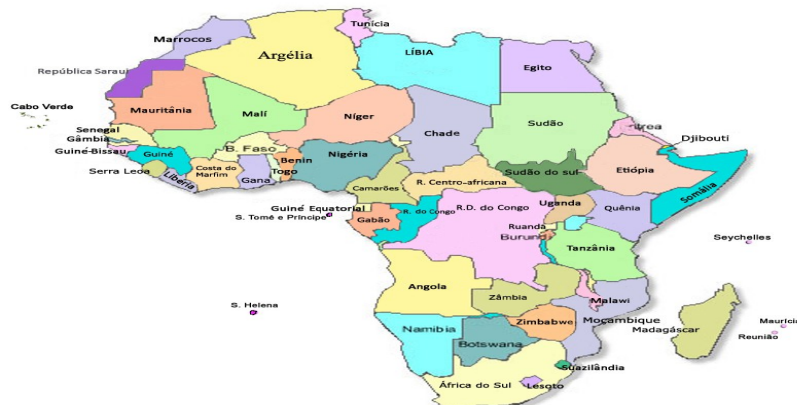 Tunícia
Marrocos
Argélia
LÍBIA
Egito
República Saraui
Cabo Verde
Mauritânia
Malí
Níger
Chade
Sudão
Djibouti
Senegal
Gâmbia
Guiné-Bissau
Guiné
B. Faso
Nigéria
Benin
Togo
Gana
Costa do
Marfim
Serra Leoa
Libéria
Camarões
R. Centro-africana
Sudão do sul
Etiópia
Somália
Guiné Equatorial
S. Tomé e Príncipe
Gabão
R. do Congo
R.D. do Congo
Uganda
Quênia
Ruanda
Burundi
Tanzânia
Seychelles
Angola
Zâmbia
Malawi
Moçambique
Madagáscar
S. Helena
Namibia
Zimbabwe
Botswana
Reunião
África do Sul
Lesoto
Suazilândia